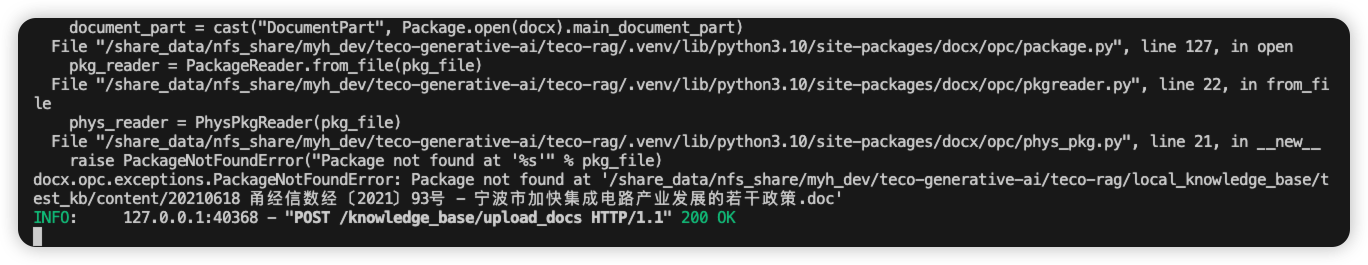 document_part = cast("DocumentPart", Package.open(docx).main_document_part)
File "/share_data/nfs_share/myh_dev/teco-generative-ai/teco-rag/.venv/lib/python3.10/site-packages/docx/opc/package.py", line 127, in open
pkg_reader = PackageReader.from_file(pkg_file)
File "/share_data/nfs_share/myh_dev/teco-generative-ai/teco-rag/.venv/lib/python3.10/site-packages/docx/opc/pkgreader.py", line 22, in from_fi
le
phys_reader = PhysPkgReader(pkg_file)
File "/share_data/nfs_share/myh_dev/teco-generative-ai/teco-rag/.venv/lib/python3.10/site-packages/docx/opc/phys_pkg.py", line 21, in __new__
raise PackageNotFoundError("Package not found at '%s'" % pkg_file)
docx.opc.exceptions.PackageNotFoundError: Package not found at '/share_data/nfs_share/myh_dev/teco-generative-ai/teco-rag/local_knowledge_base/t
est_kb/content/20210618 甬经信数经〔2021〕93号 - 宁波市加快集成电路产业发展的若干政策.doc'
INFO:     127.0.0.1:40368 - "POST /knowledge_base/upload_docs HTTP/1.1" 200 OK